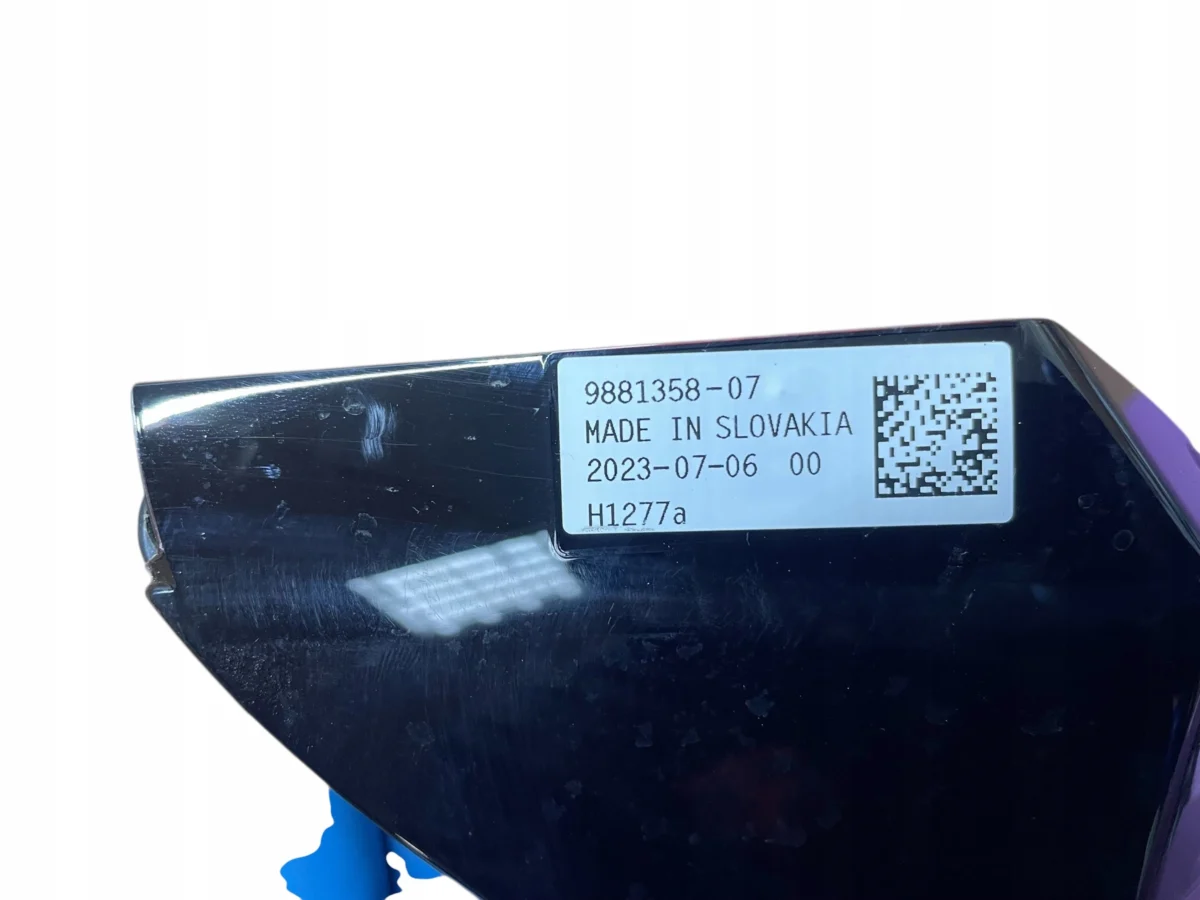 9881358-07
MADE IN SLOVAKIA
2023-07-06 00
H1277a